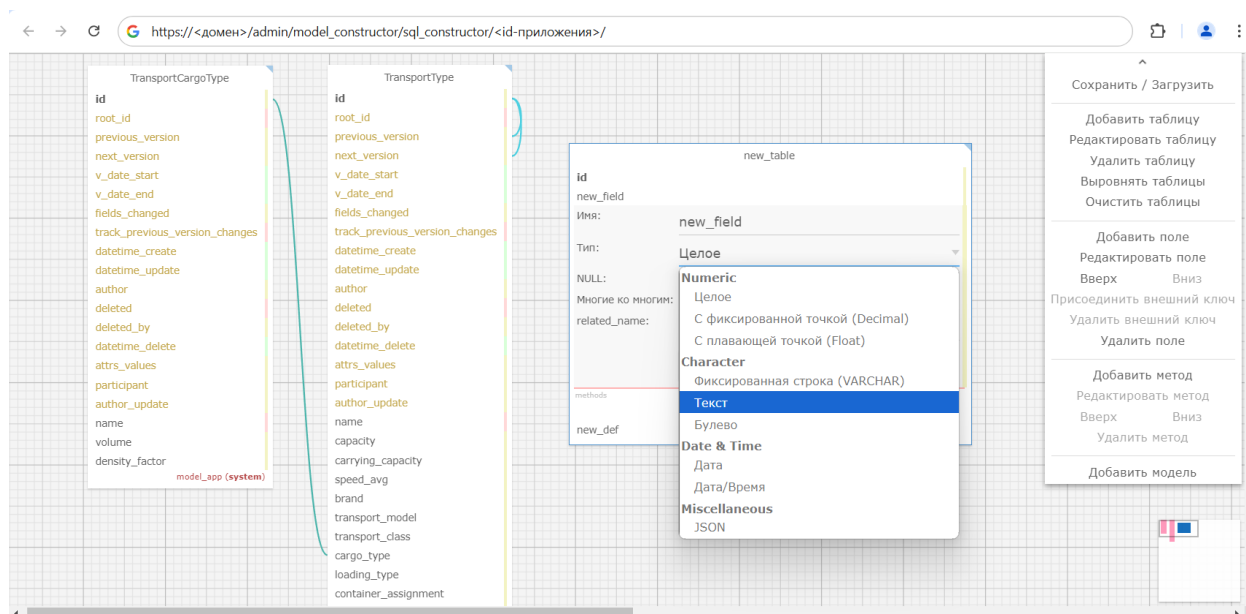 https://<домен>/admin/model_constructor/sql_constructor/<id-приложения>/
TransportCargoType
id
root_id
previous_version
next_version
v_date_start
v_date_end
fields_changed
track_previous_version_changes
datetime_create
datetime_update
author
deleted
deleted_by
datetime_delete
attrs_values
participant
author_update
name
volume
density_factor
model_app (system)
TransportType
id
root_id
previous_version
next_version
v_date_start
v_date_end
fields_changed
track_previous_version_changes
datetime_create
datetime_update
author
deleted
deleted_by
datetime_delete
attrs_values
participant
author_update
name
capacity
carrying_capacity
speed_avg
brand
transport_model
transport_class
cargo_type
loading_type
container_assignment
new_table
id
new_field
Имя: new_field
Тип: Целое
NULL:
Многие ко многим:
related_name:
methods
new_def
Numeric
Целое
С фиксированной точкой (Decimal)
С плавающей точкой (Float)
Character
Фиксированная строка (VARCHAR)
Текст
Булево
Date & Time
Дата
Дата/Время
Miscellaneous
JSON
Сохранить / Загрузить
Добавить таблицу
Редактировать таблицу
Удалить таблицу
Выровнять таблицы
Очистить таблицы
Добавить поле
Редактировать поле
Вверх Вниз
Присоединить внешний ключ
Удалить внешний ключ
Удалить поле
Добавить метод
Редактировать метод
Вверх Вниз
Удалить метод
Добавить модель